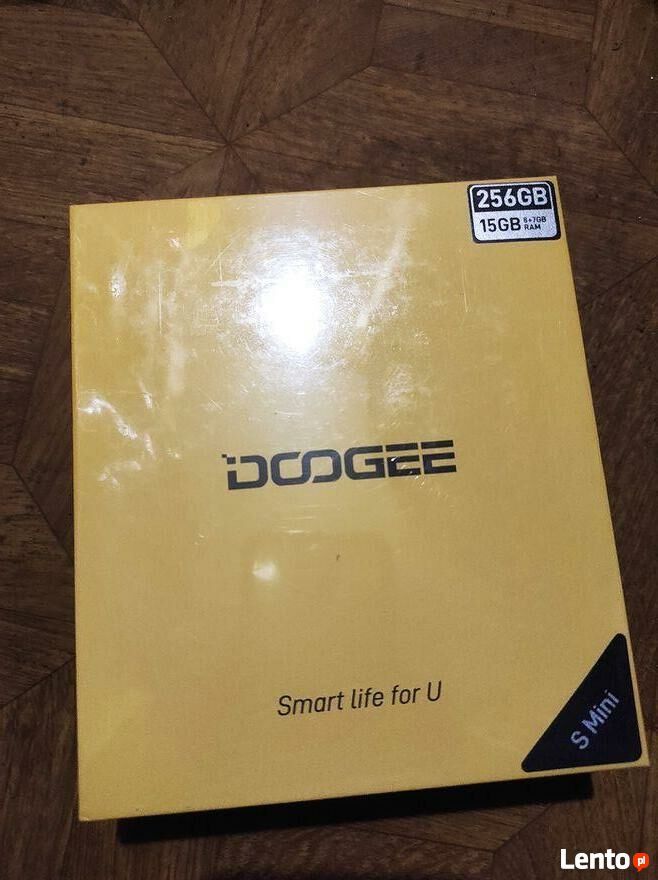 256GB
15GB 8+7GB RAM
DOOGEE
Smart life for U
S Mini
Lento pl